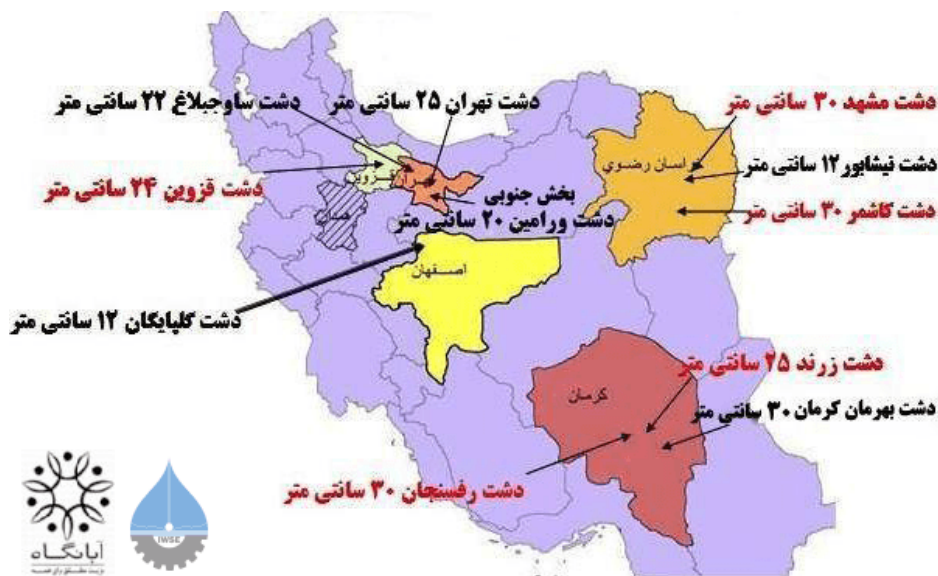 دشت تهران ۲۵ سانتی متر
دشت ساوجبلاغ ۲۲ سانتی متر
دشت مشهد ۳۰ سانتی متر
دشت نیشابور ۱۲ سانتی متر
دشت کاشمر ۳۰ سانتی متر
راسان رضوي
دشت قزوین ۲۴ سانتی متر
قزوین
بخش جنوبی
دشت ورامین ۲۰ سانتی متر
اصفهان
دشت گلپایگان ۱۲ سانتی متر
دشت زرند ۲۵ سانتی متر
کرمان
دشت بهرمان کرمان ۳۰ سانتی متر
دشت رفسنجان ۳۰ سانتی متر
آبانگاه
IWSE